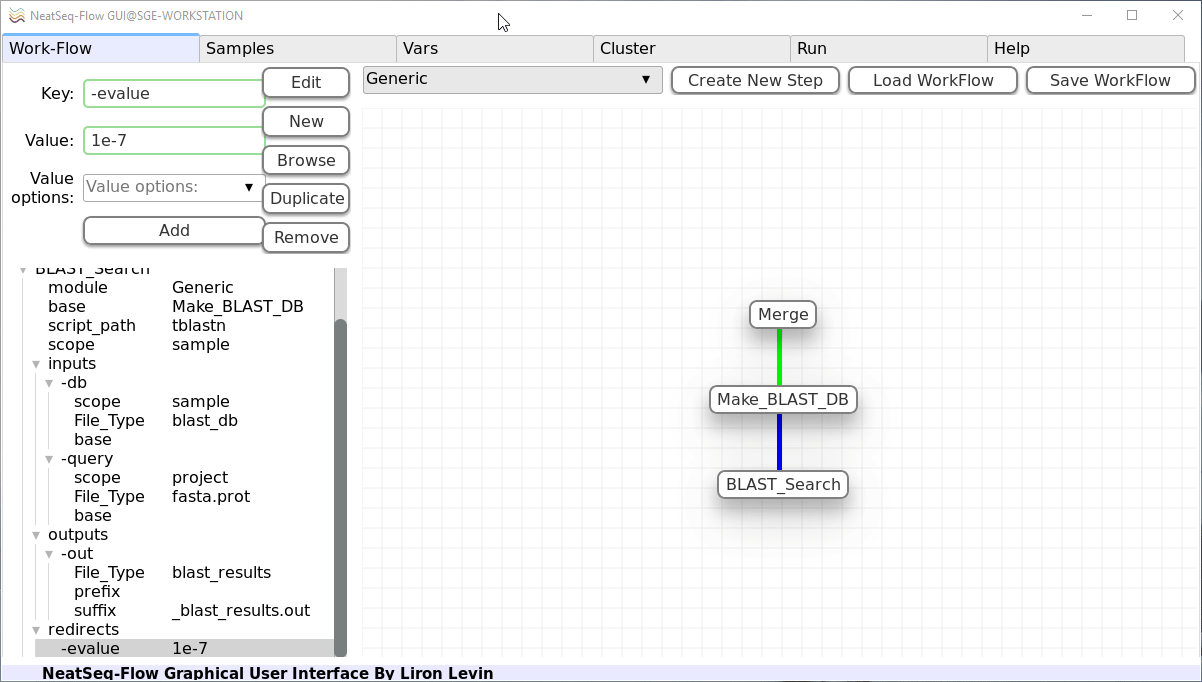 NeatSeq-Flow GUI@SGE-WORKSTATION
Work-Flow Samples Vars Cluster Run Help
Key: -evalue Edit
Generic Create New Step Load WorkFlow Save WorkFlow
New
Value: 1e-7
Browse
Value options: Value options:
Duplicate
Add
Remove
BLAST_Search
module Generic
base Make_BLAST_DB
script_path tblastn
scope sample
inputs
-db
scope sample
File_Type blast_db
base
-query
scope project
File_Type fasta.prot
base
outputs
-out
File_Type blast_results
prefix
suffix _blast_results.out
redirects
-evalue 1e-7
Merge
Make_BLAST_DB
BLAST_Search
NeatSeq-Flow Graphical User Interface By Liron Levin